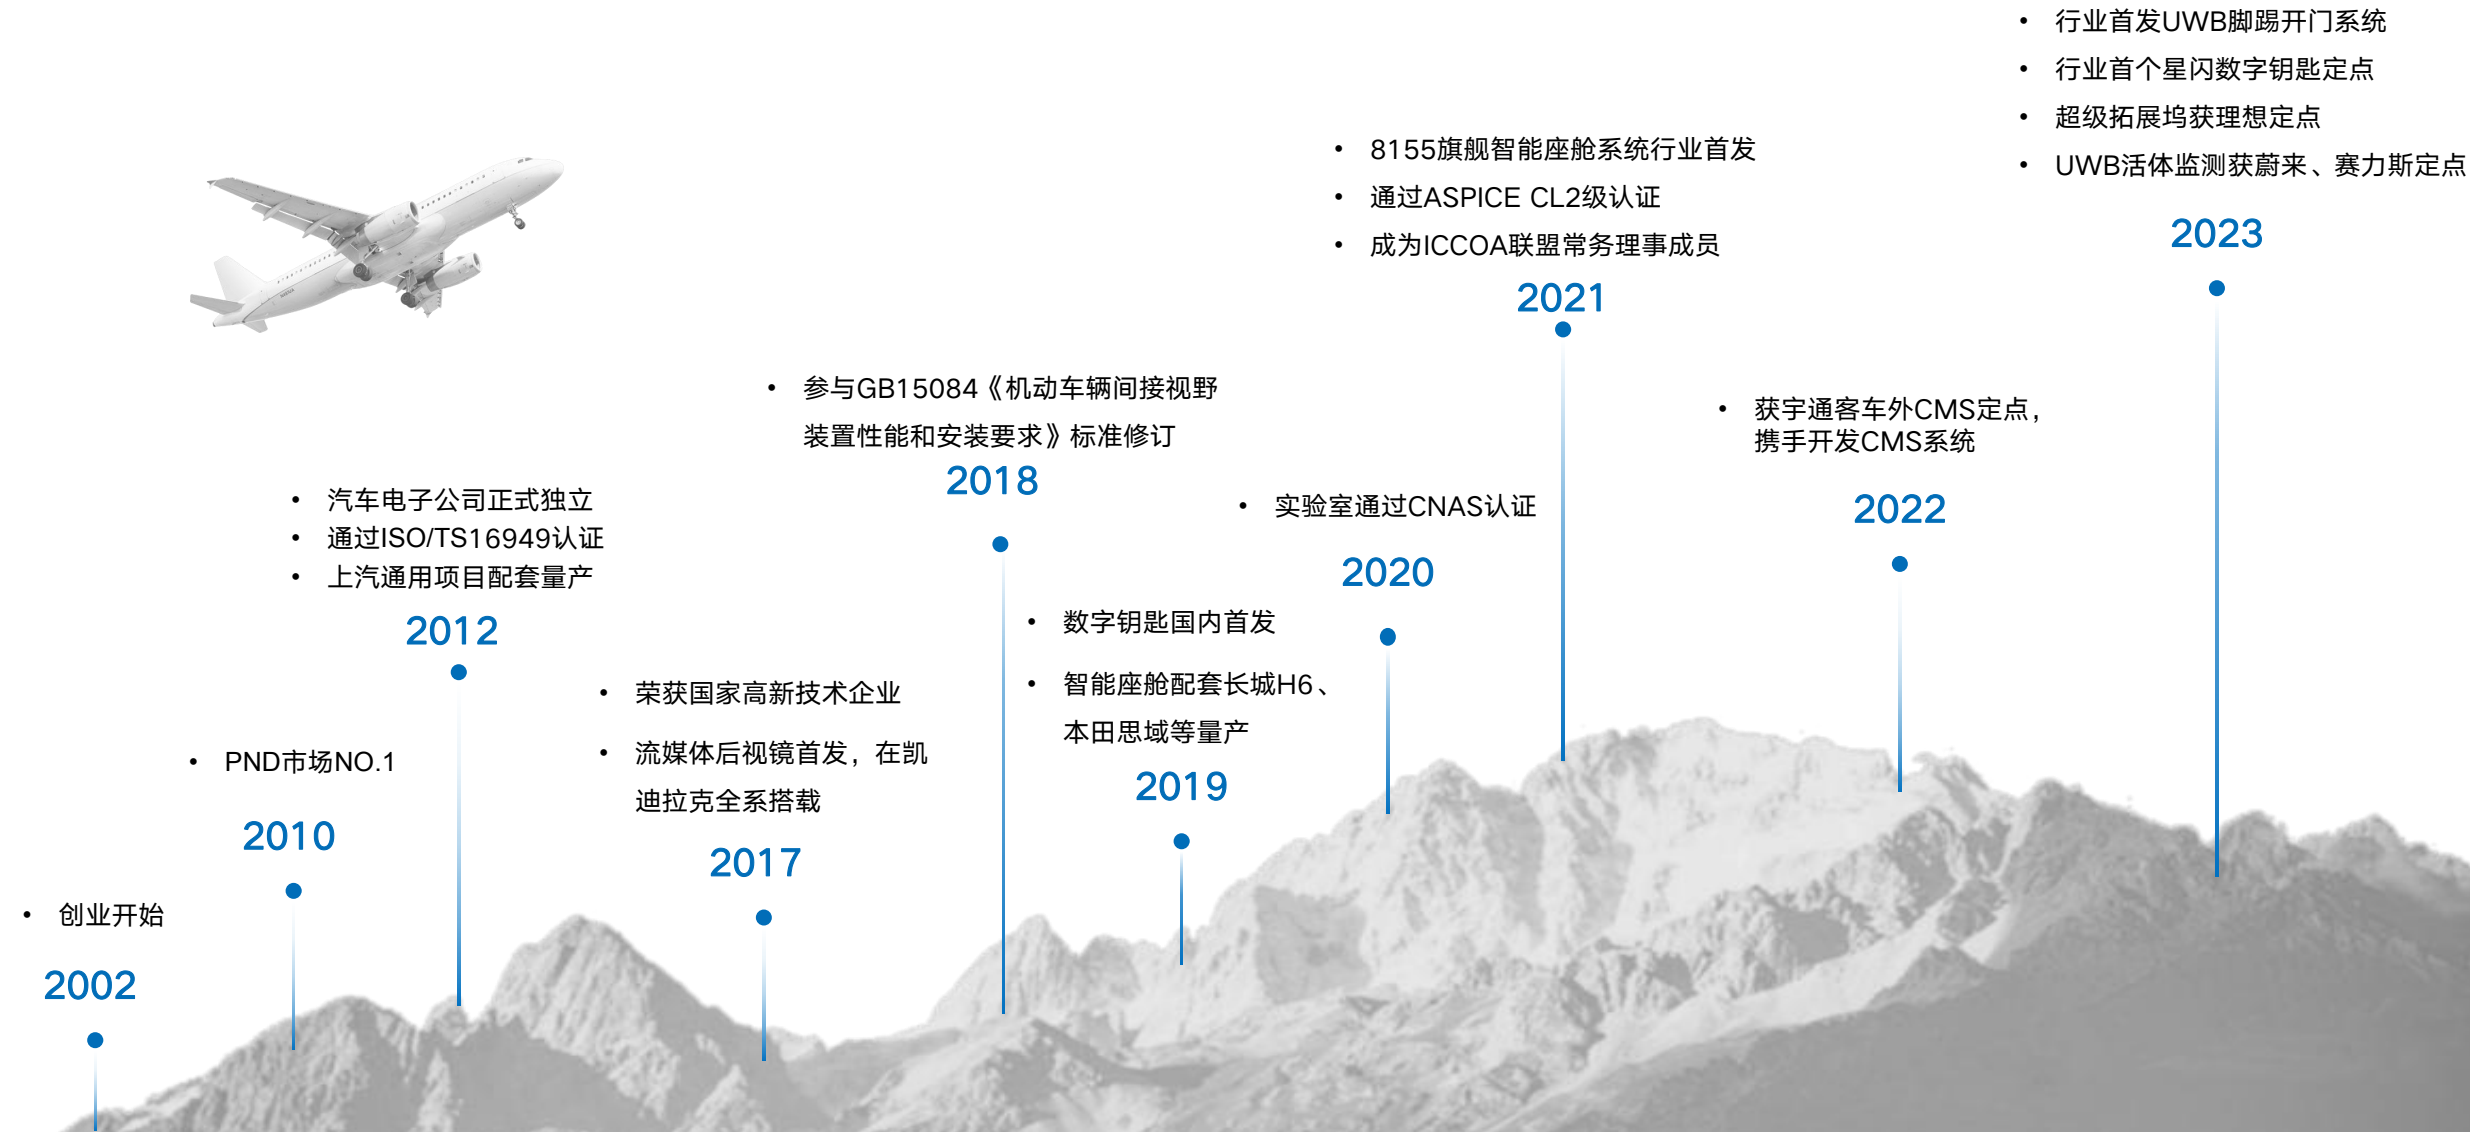 创业开始
2002
PND市场NO.1
2010
汽车电子公司正式独立
通过ISO/TS16949认证
上汽通用项目配套量产
2012
荣获国家高新技术企业
流媒体后视镜首发，在凯
迪拉克全系搭载
2017
参与GB15084《机动车辆间接视野
装置性能和安装要求》标准修订
2018
数字钥匙国内首发
智能座舱配套长城H6、
本田思域等量产
2019
实验室通过CNAS认证
2020
8155旗舰智能座舱系统行业首发
通过ASPICE CL2级认证
成为ICCOA联盟常务理事成员
2021
获宇通客车外CMS定点，
携手开发CMS系统
2022
行业首发UWB脚踢开门系统
行业首个星闪数字钥匙定点
超级拓展坞获理想定点
UWB活体监测获蔚来、赛力斯定点
2023